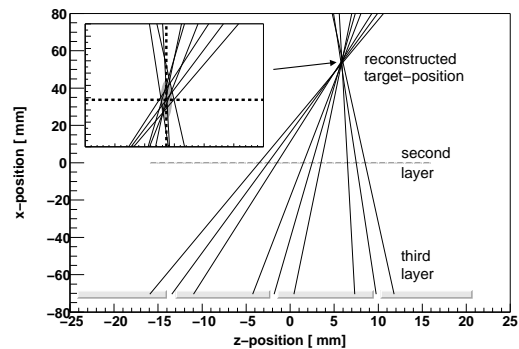 80
60
40
20
0
−20
−40
−60
−80
x−position [ mm]
reconstructed
target−position
second
layer
third
layer
−25 −20 −15 −10 −5 0 5 10 15 20 25
z−position [ mm]